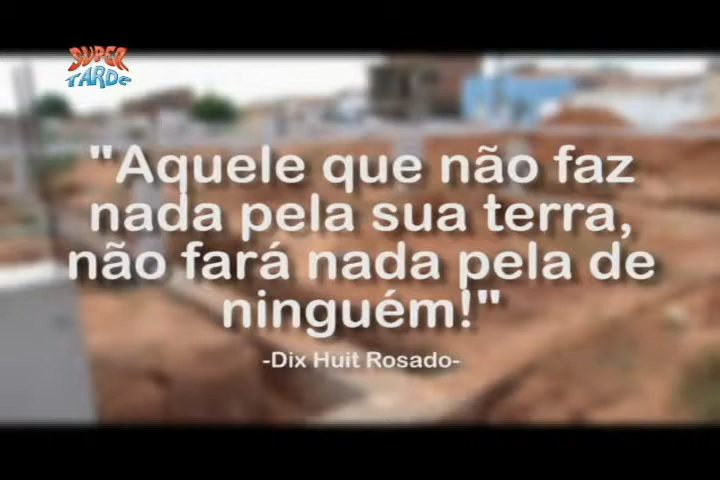 SUPER
TARDe
"Aquele que não faz
nada pela sua terra,
não fará nada pela de
ninguém!"
-Dix Huit Rosado-